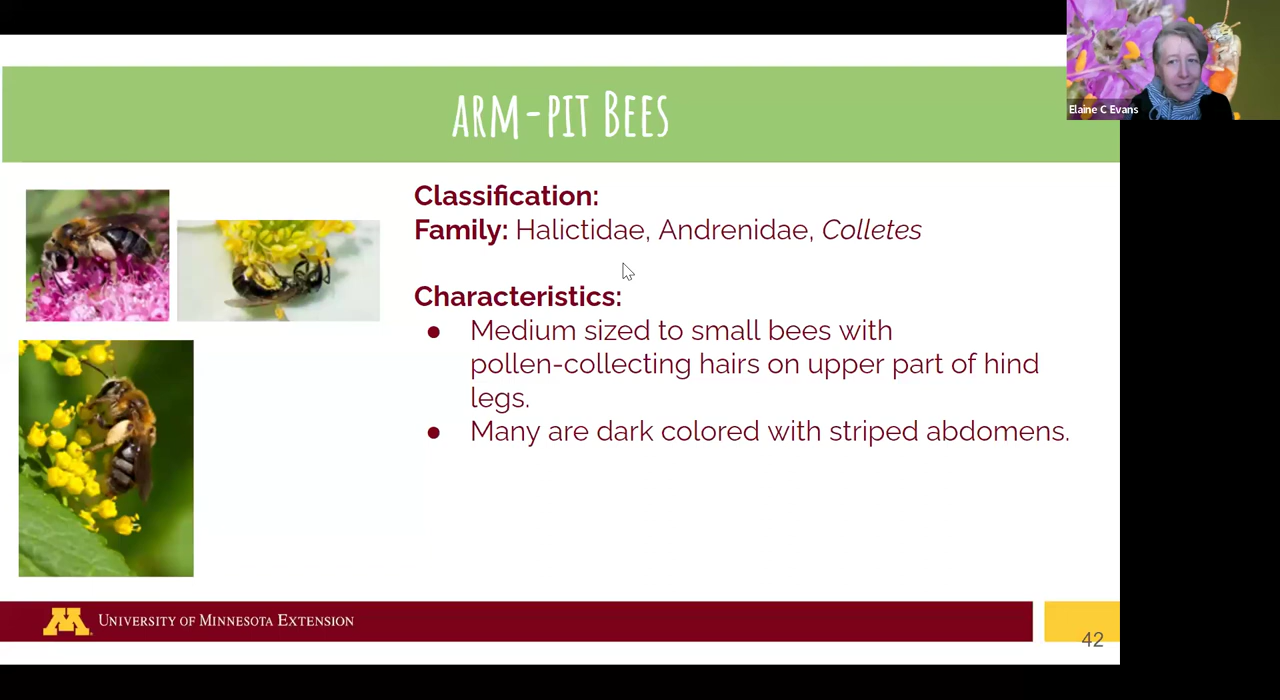 ARM-PIT BEES
Elaine C Evans
Classification:
Family: Halictidae, Andrenidae, Colletes
Characteristics:
● Medium sized to small bees with
pollen-collecting hairs on upper part of hind
legs.
● Many are dark colored with striped abdomens.
M UNIVERSITY OF MINNESOTA EXTENSION
42